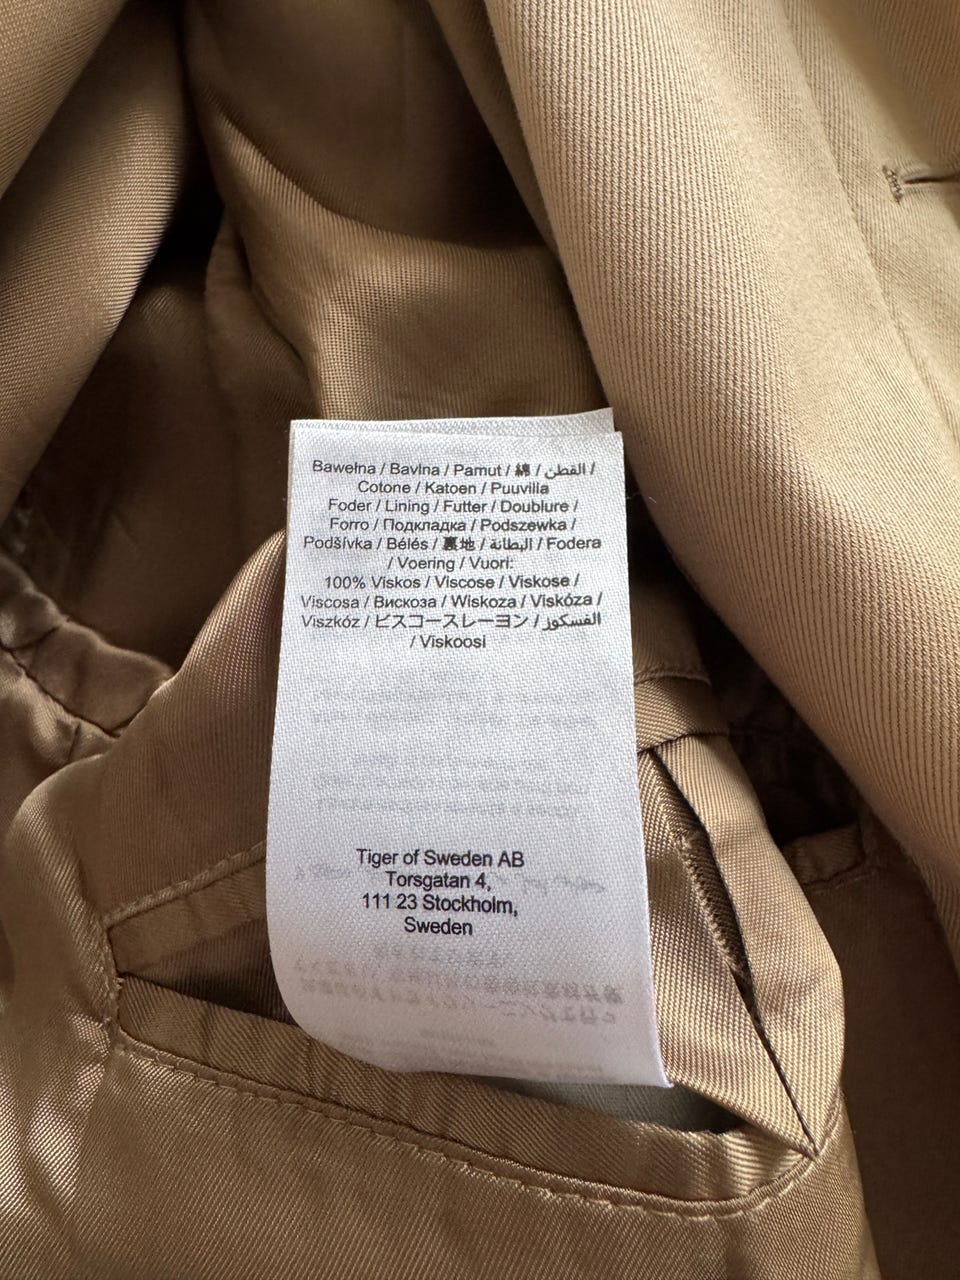 Bawełna / Bavlna / Pamut / 綿 / القطن /
Cotone / Katoen / Puuvilla
Foder / Lining / Futter / Doublure /
Forro / Подкладка / Podszewka /
Podšívka / Bélés / 裏地 / البطانة / Fodera
/ Voering / Vuori:
100% Viskos / Viscose / Viskose /
Viscosa / Вискоза / Wiskoza / Viskóza /
Viszkóz / ビスコースレーヨン / الفسكوز
/ Viskoosi
Tiger of Sweden AB
Torsgatan 4,
111 23 Stockholm,
Sweden